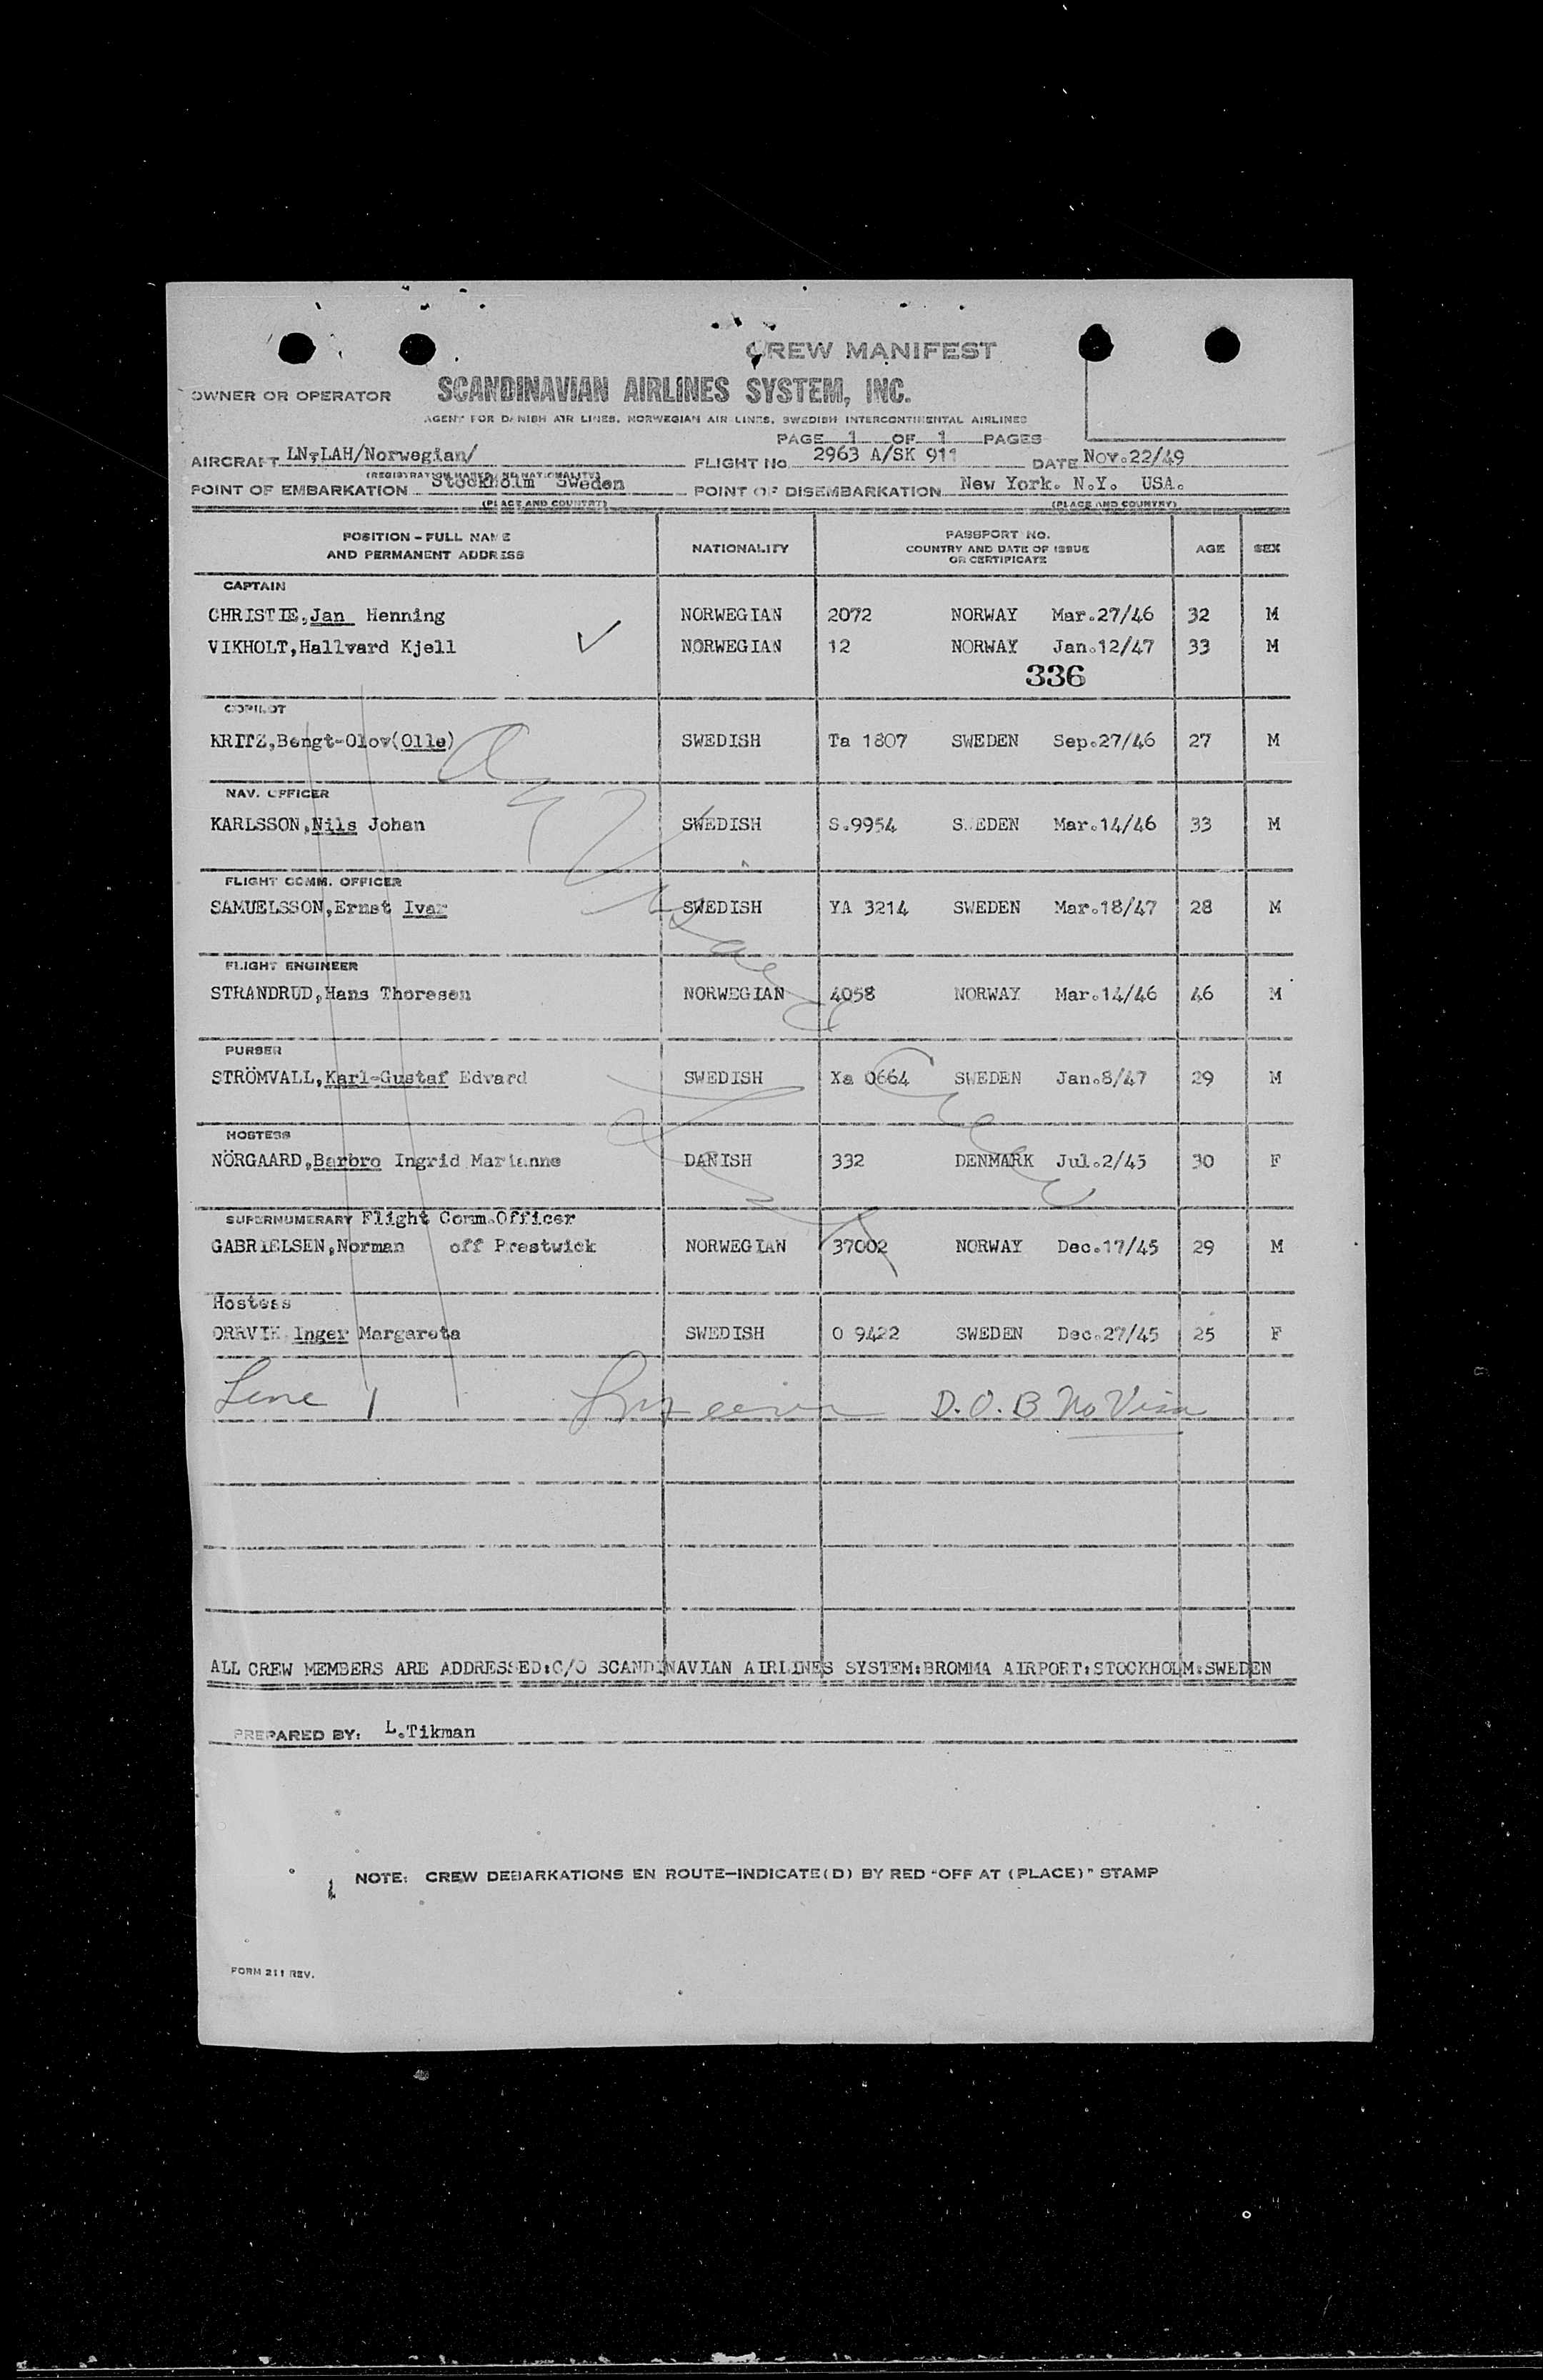 CREW MANIFEST
OWNER OR OPERATOR SCANDINAVIAN AIRLINES SYSTEM, INC.
AGENT FOR DANISH AIR LINES, NORWEGIAN AIR LINES, SWEDISH INTERCONTINENTAL AIRLINES
PAGE 1 OF 1 PAGES
AIRCRAFT LN-LAH/Norwegian/ FLIGHT No. 2963 A/SK 911 DATE Nov.22/49
(REGISTRATION MARKS AND NATIONALITY)
POINT OF EMBARKATION Stockholm Sweden POINT OF DISEMBARKATION New York. N.Y. USA.
(PLACE AND COUNTRY) (PLACE AND COUNTRY)
POSITION - FULL NAME AND PERMANENT ADDRESS NATIONALITY PASSPORT NO. COUNTRY AND DATE OF ISSUE OR CERTIFICATE AGE SEX
CAPTAIN
CHRISTIE,Jan Henning NORWEGIAN 2072 NORWAY Mar.27/46 32 M
VIKHOLT,Hallvard Kjell NORWEGIAN 12 NORWAY Jan.12/47 33 M
336
COPILOT
KRITZ,Bengt-Olov(Olle) SWEDISH Ta 1807 SWEDEN Sep.27/46 27 M
NAV. OFFICER
KARLSSON,Nils Johan SWEDISH S.9954 SWEDEN Mar.14/46 33 M
FLIGHT COMM. OFFICER
SAMUELSSON,Ernst Ivar SWEDISH YA 3214 SWEDEN Mar.18/47 28 M
FLIGHT ENGINEER
STRANDRUD,Hans Thoresen NORWEGIAN 4058 NORWAY Mar.14/46 46 M
PURSER
STRÖMVALL,Karl-Gustaf Edvard SWEDISH Xa 0664 SWEDEN Jan.8/47 29 M
HOSTESS
NÖRGAARD,Barbro Ingrid Marianne DANISH 332 DENMARK Jul.2/45 30 F
SUPERNUMERARY Flight Comm.Officer
GABRIELSEN,Norman off Prestwick NORWEGIAN 37002 NORWAY Dec.17/45 29 M
Hostess
ORRVIK Inger Margareta SWEDISH O 9422 SWEDEN Dec.27/45 25 F
Line 1 D.O.B No Visa
ALL CREW MEMBERS ARE ADDRESSED:C/O SCANDINAVIAN AIRLINES SYSTEM:BROMMA AIRPORT:STOCKHOLM:SWEDEN
PREPARED BY: L.Tikman
NOTE: CREW DEBARKATIONS EN ROUTE—INDICATE(D) BY RED "OFF AT (PLACE)" STAMP
FORM 211 REV.